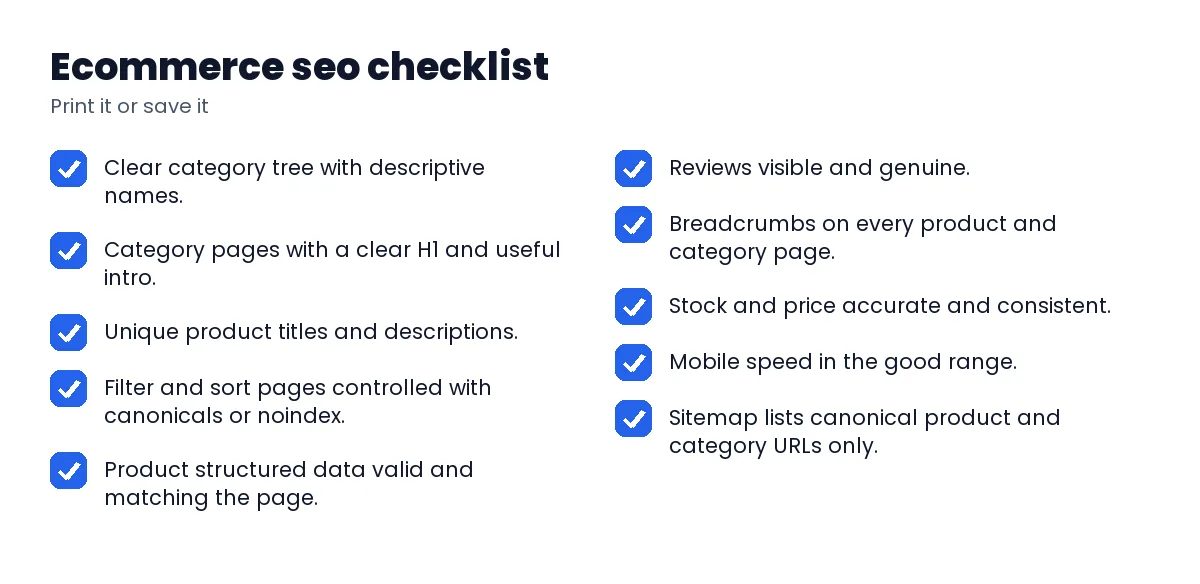 Ecommerce seo checklist
Print it or save it
Clear category tree with descriptive
names.
Category pages with a clear H1 and useful
intro.
Unique product titles and descriptions.
Filter and sort pages controlled with
canonicals or noindex.
Product structured data valid and
matching the page.
Reviews visible and genuine.
Breadcrumbs on every product and
category page.
Stock and price accurate and consistent.
Mobile speed in the good range.
Sitemap lists canonical product and
category URLs only.